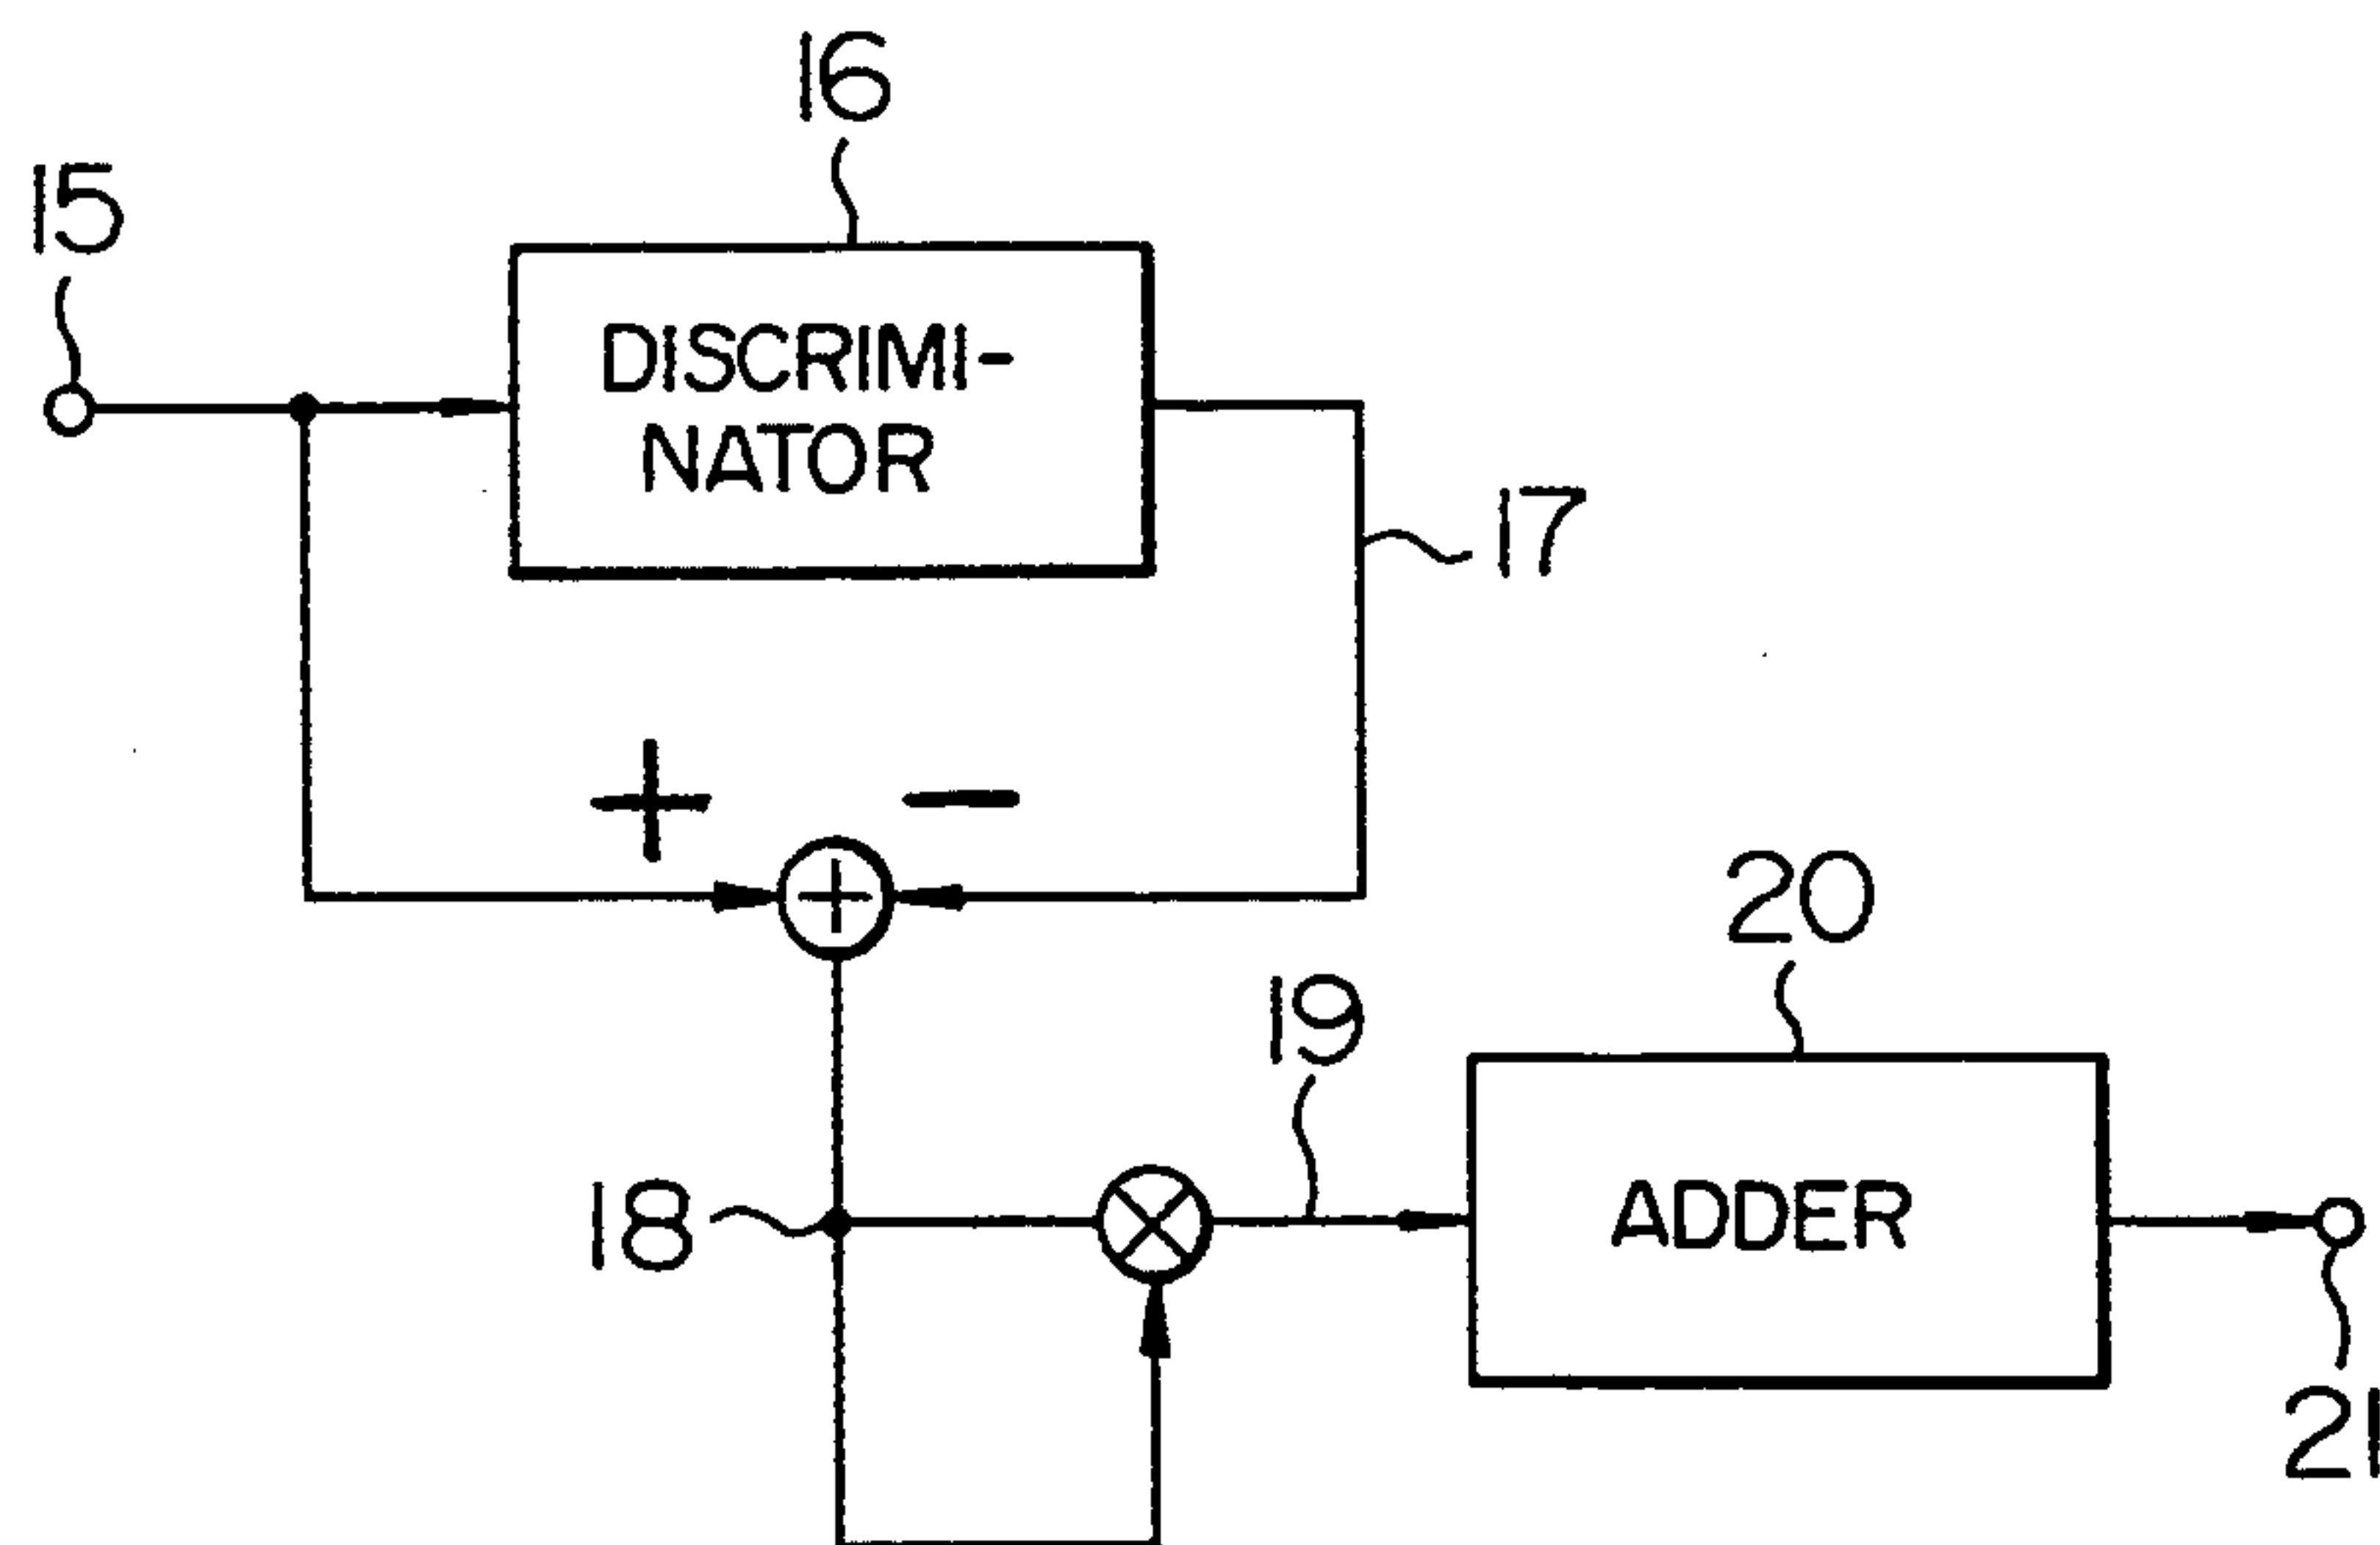 16
15
DISCRIMI-
NATOR
17
+ −
20
19
18
ADDER
21